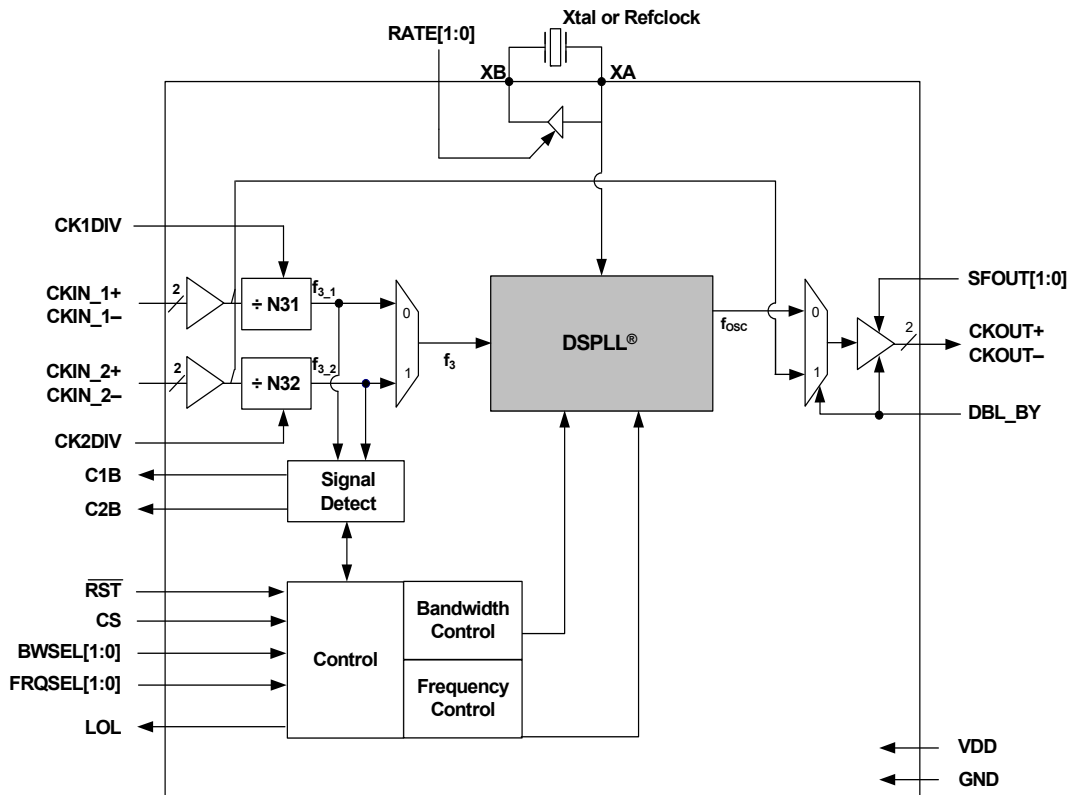 Xtal or Refclock
RATE[1:0]
XB
XA
CK1DIV
CKIN_1+
CKIN_1–
2
÷ N31
f3_1
0
CKIN_2+
CKIN_2–
2
÷ N32
f3_2
1
f3
CK2DIV
DSPLL®
fOSC
0
1
SFOUT[1:0]
2
CKOUT+
CKOUT–
DBL_BY
C1B
C2B
Signal
Detect
RST
CS
BWSEL[1:0]
FRQSEL[1:0]
LOL
Control
Bandwidth
Control
Frequency
Control
VDD
GND